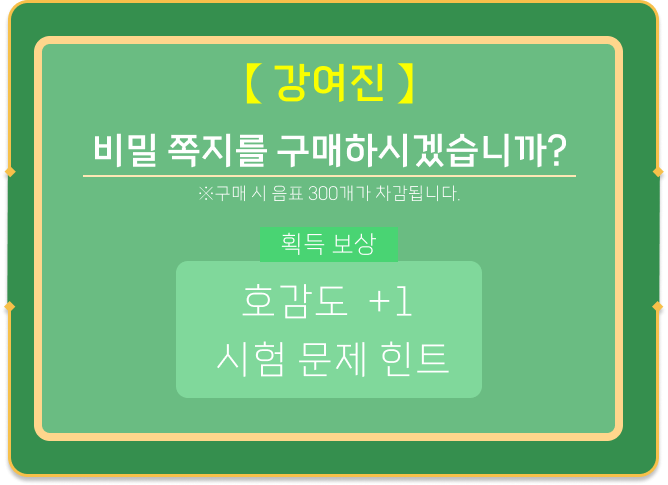 【 강여진 】
비밀 쪽지를 구매하시겠습니까?
※구매 시 음표 300개가 차감됩니다.
획득 보상
호감도 +1
시험 문제 힌트